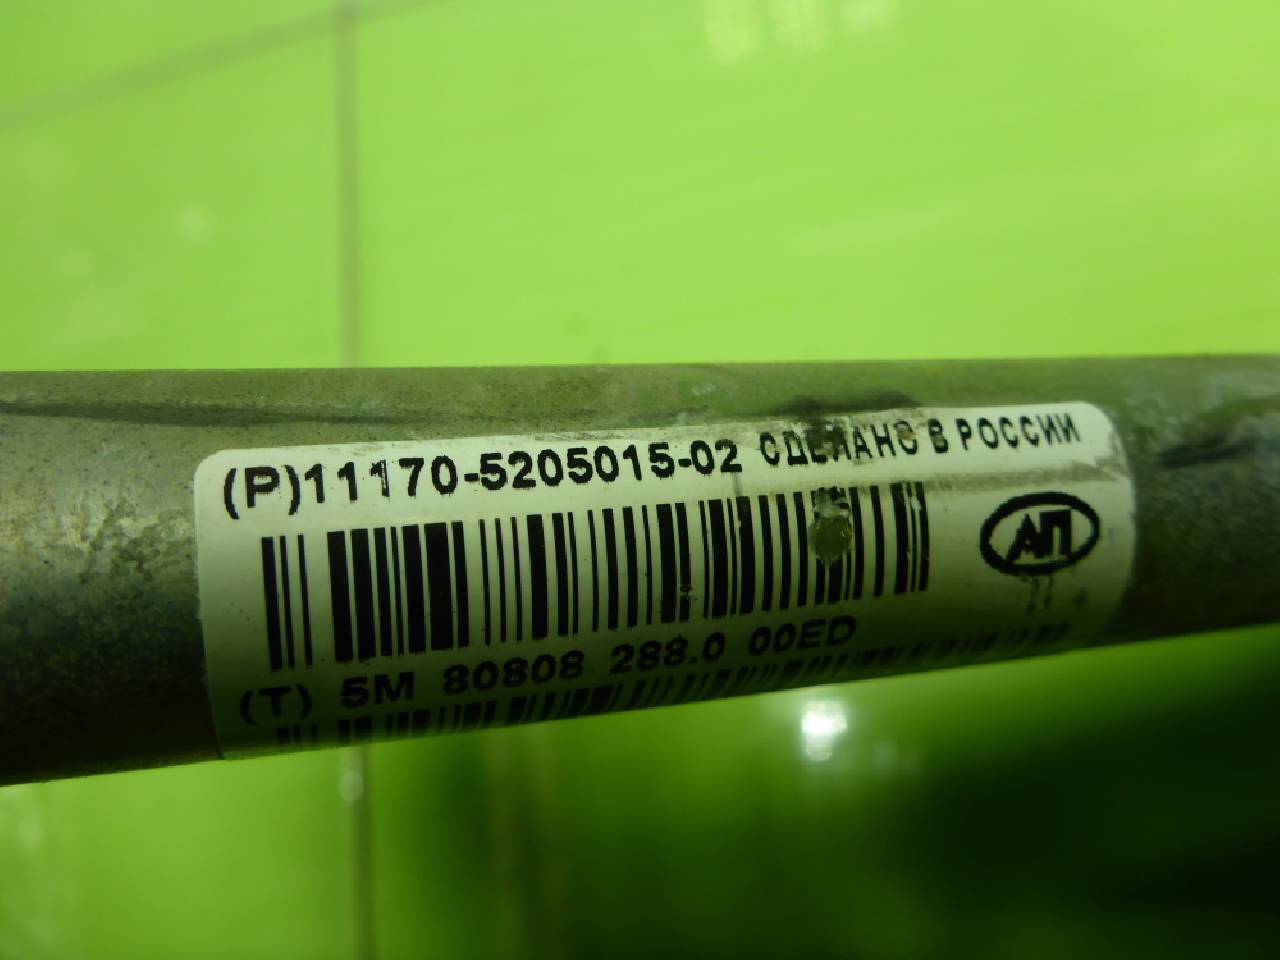 (P)11170-5205015-02 СДЕЛАНО В РОССИИ
АП
(T) 5M 80808 288.0 00ED